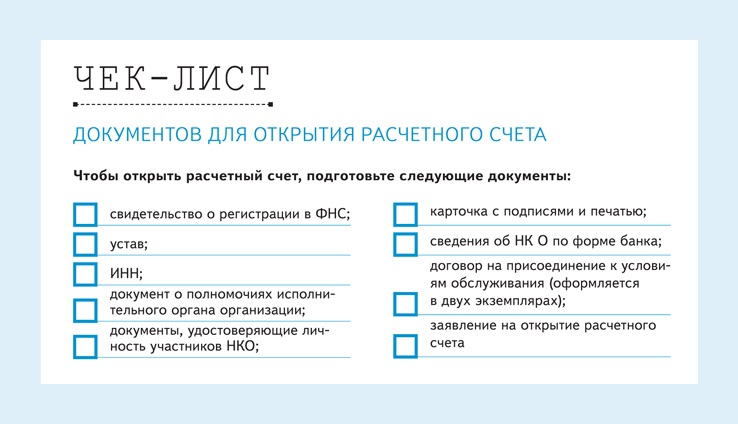 ЧЕК-ЛИСТ
ДОКУМЕНТОВ ДЛЯ ОТКРЫТИЯ РАСЧЕТНОГО СЧЕТА
Чтобы открыть расчетный счет, подготовьте следующие документы:
свидетельство о регистрации в ФНС;
устав;
ИНН;
документ о полномочиях исполни-
тельного органа организации;
документы, удостоверяющие лич-
ность участников НКО;
карточка с подписями и печатью;
сведения об НК О по форме банка;
договор на присоединение к услови-
ям обслуживания (оформляется
в двух экземплярах);
заявление на открытие расчетного
счета